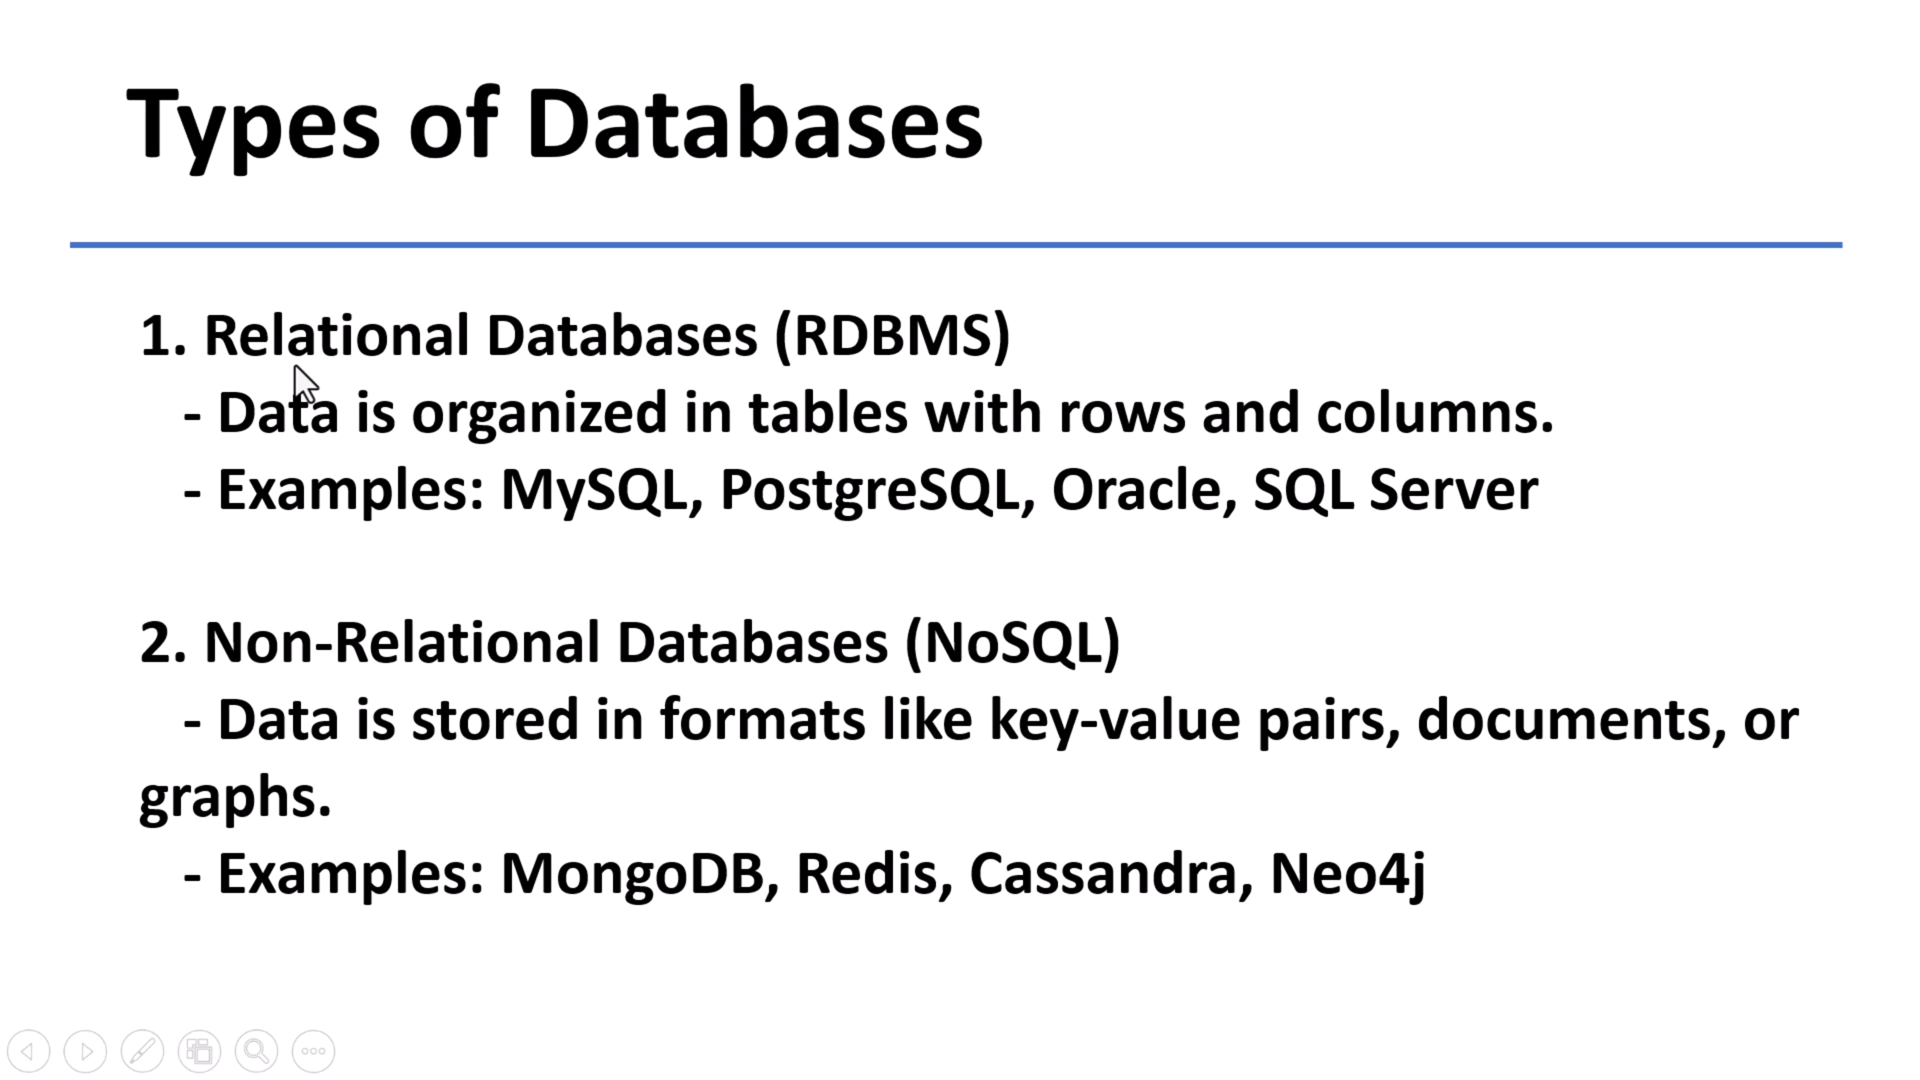 Types of Databases
1. Relational Databases (RDBMS)
- Data is organized in tables with rows and columns.
- Examples: MySQL, PostgreSQL, Oracle, SQL Server
2. Non-Relational Databases (NoSQL)
- Data is stored in formats like key-value pairs, documents, or
graphs.
- Examples: MongoDB, Redis, Cassandra, Neo4j